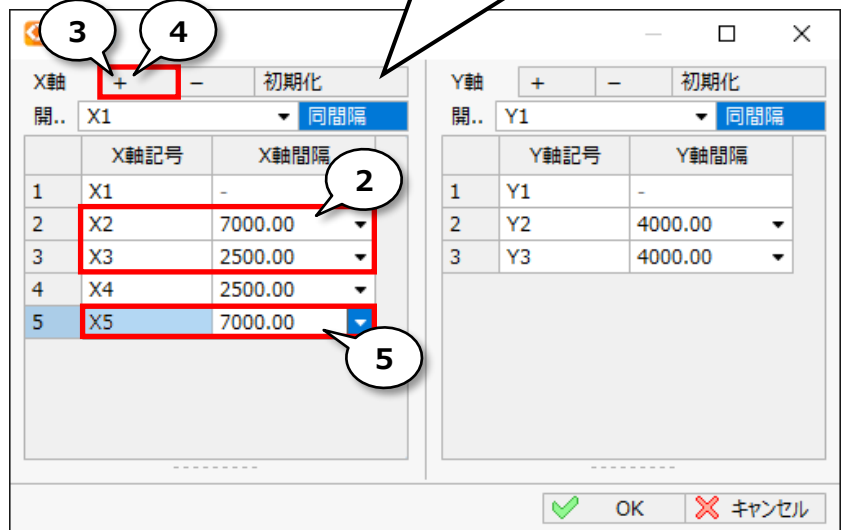 3
4
X軸 + - 初期化
開.. X1 同間隔
X軸記号 X軸間隔
1 X1 -
2 X2 7000.00
3 X3 2500.00
4 X4 2500.00
5 X5 7000.00
2
5
Y軸 + - 初期化
開.. Y1 同間隔
Y軸記号 Y軸間隔
1 Y1 -
2 Y2 4000.00
3 Y3 4000.00
OK キャンセル